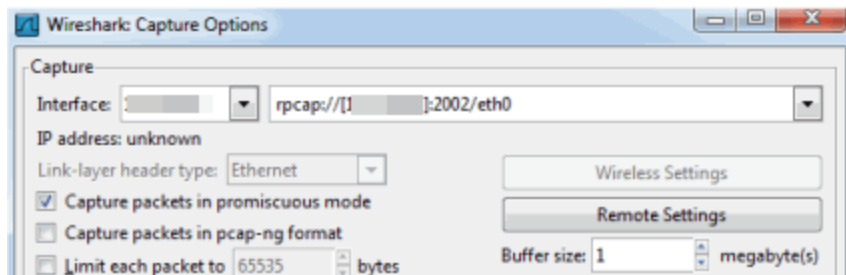 Wireshark: Capture Options
Capture
Interface: rpcap://[1 ]:2002/eth0
IP address: unknown
Link-layer header type: Ethernet
Wireless Settings
Capture packets in promiscuous mode
Remote Settings
Capture packets in pcap-ng format
Buffer size: 1 megabyte(s)
Limit each packet to 65535 bytes